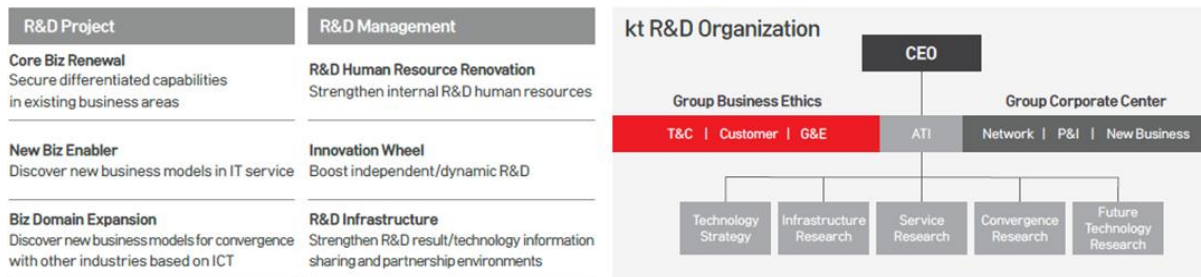 R&D Project
Core Biz Renewal
Secure differentiated capabilities
in existing business areas
New Biz Enabler
Discover new business models in IT service
Biz Domain Expansion
Discover new business models for convergence
with other industries based on ICT
R&D Management
R&D Human Resource Renovation
Strengthen internal R&D human resources
Innovation Wheel
Boost independent/dynamic R&D
R&D Infrastructure
Strengthen R&D result/technology information
sharing and partnership environments
kt R&D Organization
CEO
Group Business Ethics
Group Corporate Center
T&C | Customer | G&E
ATI
Network | P&I | New Business
Technology
Strategy
Infrastructure
Research
Service
Research
Convergence
Research
Future
Technology
Research